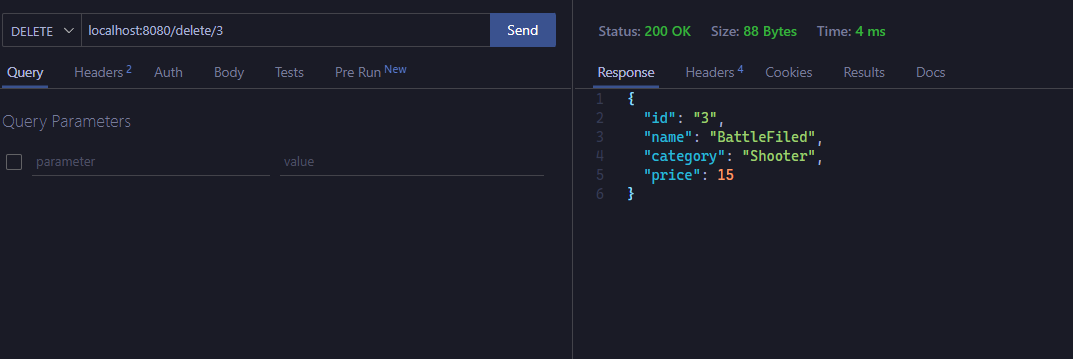 DELETE localhost:8080/delete/3 Send
Query Headers 2 Auth Body Tests Pre Run New
Query Parameters
parameter value
Status: 200 OK Size: 88 Bytes Time: 4 ms
Response Headers 4 Cookies Results Docs
1 {
2 "id": "3",
3 "name": "BattleFiled",
4 "category": "Shooter",
5 "price": 15
6 }